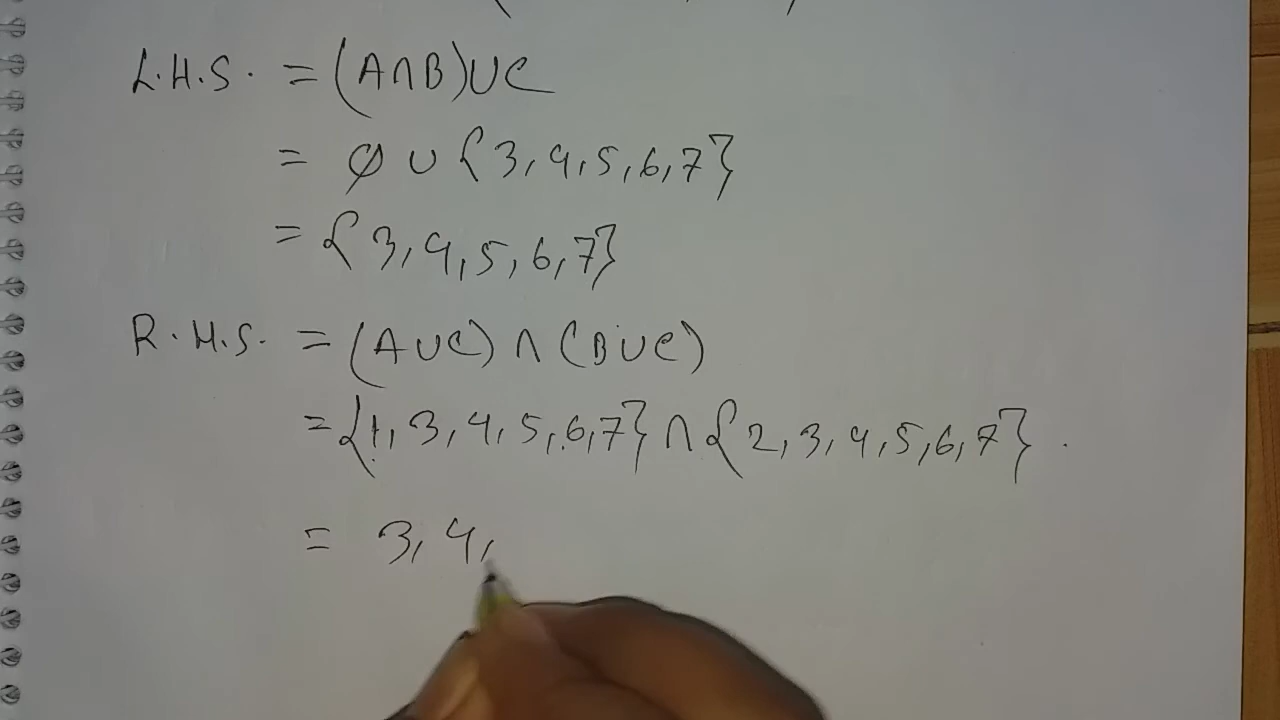 L.H.S. = (A∩B)∪C
= ∅ ∪ {3,4,5,6,7}
= {3,4,5,6,7}
R.H.S. = (A∪C) ∩ (B∪C)
= {1,3,4,5,6,7} ∩ {2,3,4,5,6,7}.
= 3, 4,